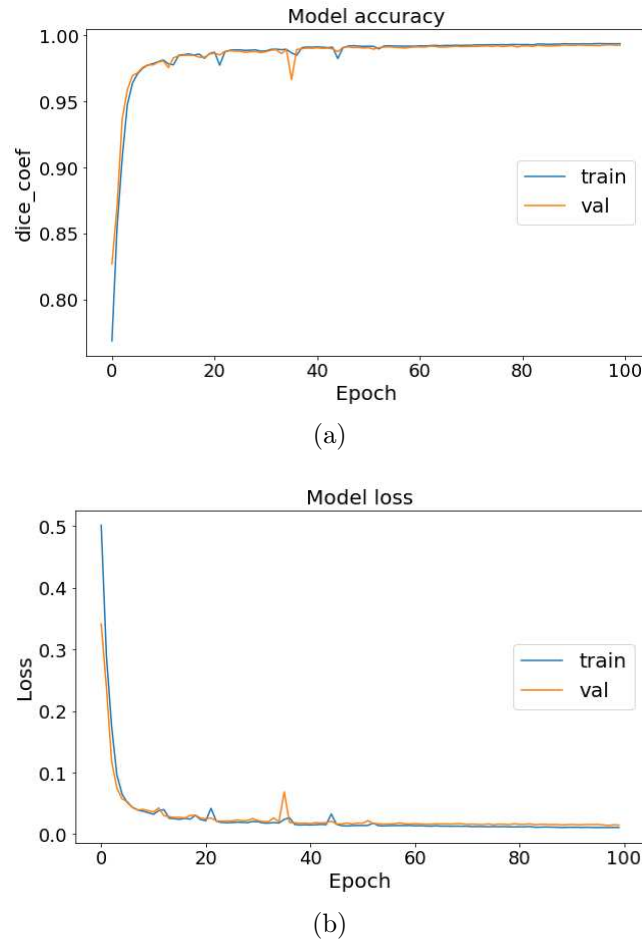 Model accuracy
1.00
0.95
0.90
0.85
0.80
dice_coef
train
val
0 20 40 60 80 100
Epoch
(a)
Model loss
0.5
0.4
0.3
0.2
0.1
0.0
Loss
train
val
0 20 40 60 80 100
Epoch
(b)